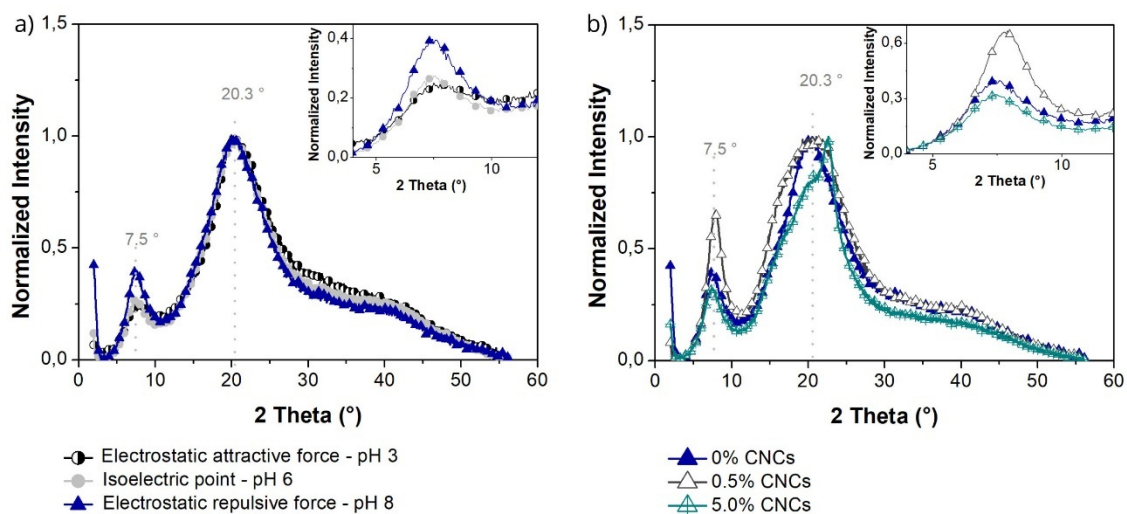 a)
Normalized Intensity
1,5
1,0
0,5
0,0
0 10 20 30 40 50 60
2 Theta (°)
7.5 °
20.3 °
Normalized Intensity
0,4
0,2
0,0
5 10
2 Theta (°)
Electrostatic attractive force - pH 3
Isoelectric point - pH 6
Electrostatic repulsive force - pH 8
b)
Normalized Intensity
1,5
1,0
0,5
0,0
0 10 20 30 40 50 60
2 Theta (°)
7.5 °
20.3 °
Normalized Intensity
0,6
0,3
0,0
5 10
2 Theta (°)
0% CNCs
0.5% CNCs
5.0% CNCs